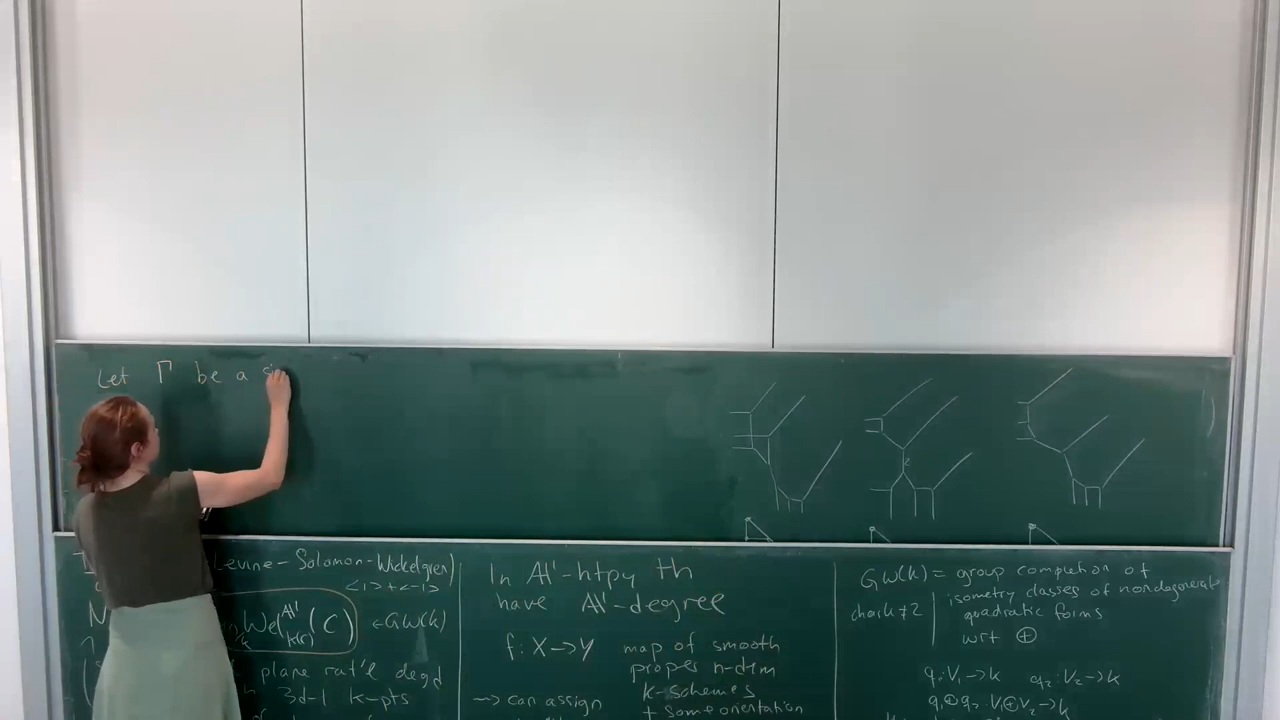 Let Γ be a
2
Levine-Solomon-Wickelgren)
<1>+<-1>
N
Wel^{A¹}_{k(σ)} (C) ∈ GW(k)
plane rat'l degd
3d-1 k-pts
In A¹-htpy th
have A¹-degree
f: X → Y map of smooth
proper n-dim
k-schemes
⇝ can assign + some orientation
GW(k) = group completion of
char k ≠ 2 isometry classes of nondegenerate
quadratic forms
wrt ⊕
q₁: V₁ → k q₂: V₂ → k
q₁⊕q₂: V₁⊕V₂ → k